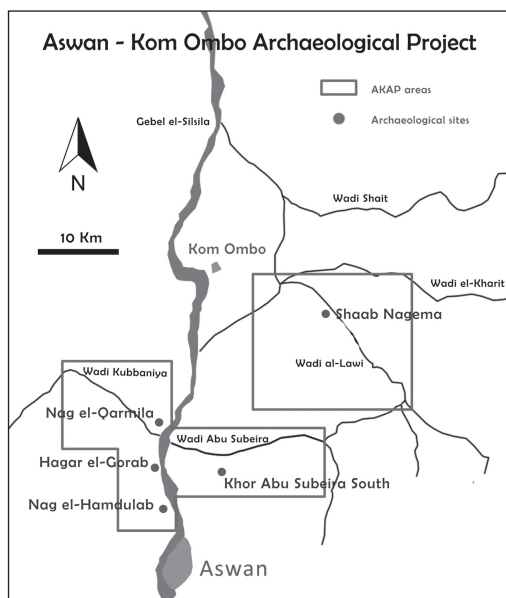 Aswan - Kom Ombo Archaeological Project
AKAP areas
Archaeological sites
Gebel el-Silsila
N
Wadi Shait
10 Km
Kom Ombo
Wadi el-Kharit
Shaab Nagema
Wadi al-Lawi
Wadi Kubbaniya
Nag el-Qarmila
Wadi Abu Subeira
Hagar el-Gorab
Khor Abu Subeira South
Nag el-Hamdulab
Aswan